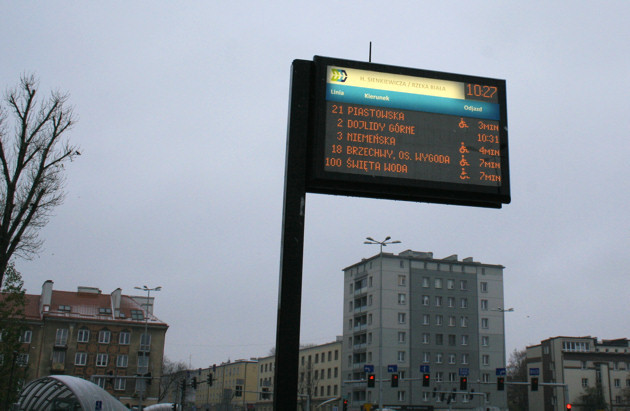 H. SIENKIEWICZA / RZEKA BIAŁA 10:27
Linia Kierunek Odjazd
21 PIASTOWSKA 3MIN
2 DOJLIDY GÓRNE 10:31
3 NIEMEŃSKA 4MIN
18 BRZECHWY, OS. WYGODA 7MIN
100 ŚWIĘTA WODA 7MIN